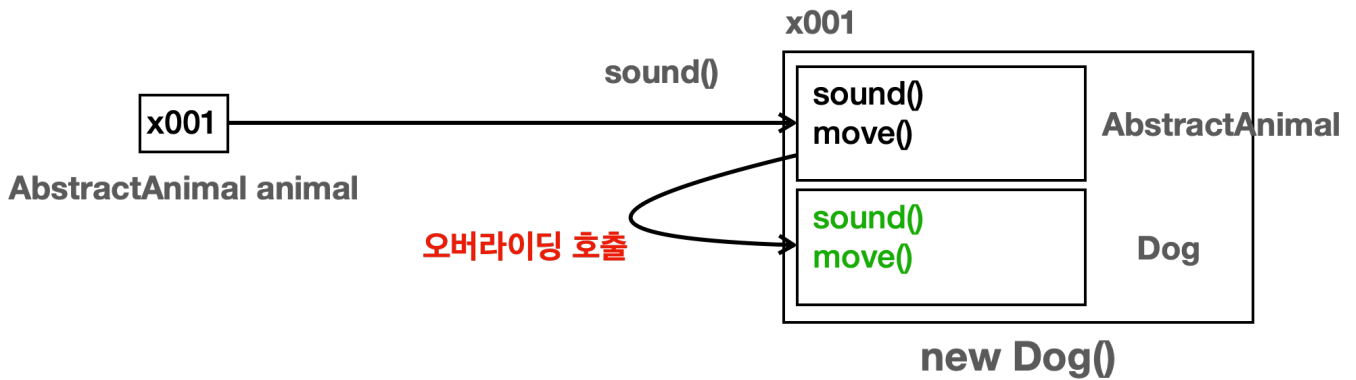 x001
sound()
sound()
move()
AbstractAnimal
x001
AbstractAnimal animal
오버라이딩 호출
sound()
move()
Dog
new Dog()